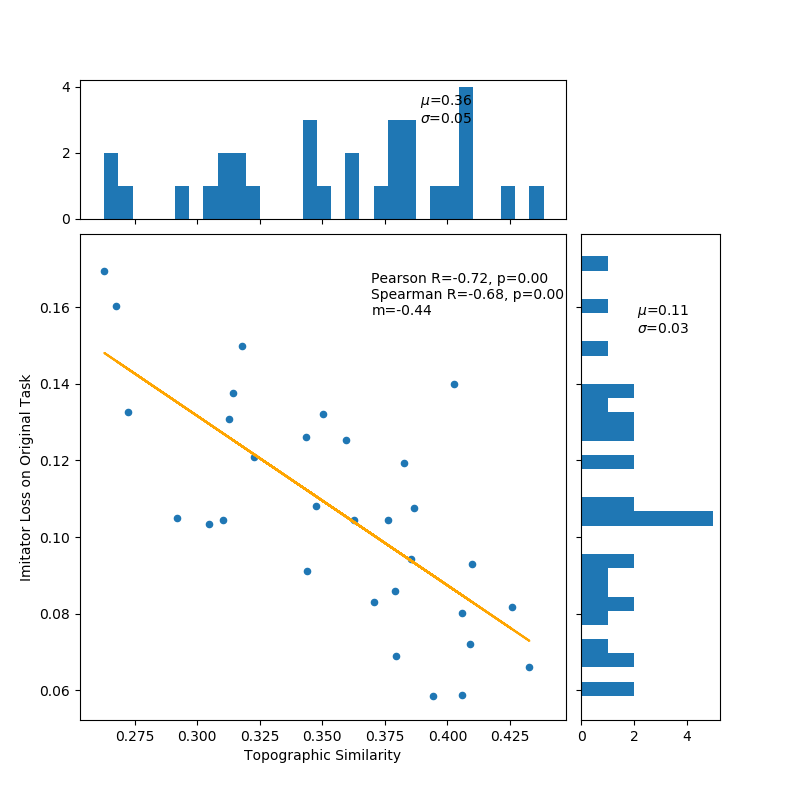 4
2
0
μ=0.36
σ=0.05
Pearson R=-0.72, p=0.00
Spearman R=-0.68, p=0.00
m=-0.44
0.16
0.14
0.12
0.10
0.08
0.06
Imitator Loss on Original Task
0.275 0.300 0.325 0.350 0.375 0.400 0.425
Topographic Similarity
μ=0.11
σ=0.03
0 2 4